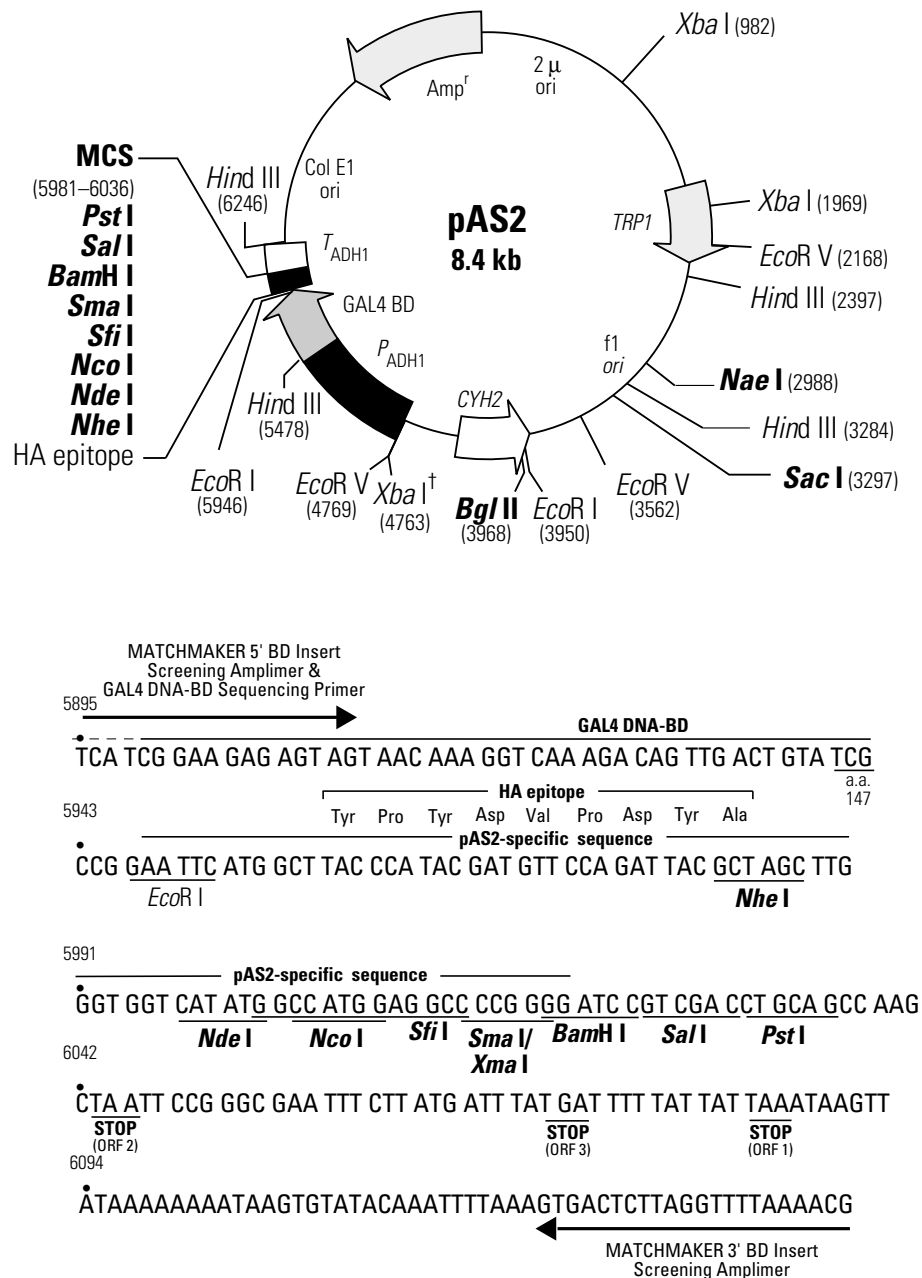 Xba I (982)
2 μ
ori
Amp^r
MCS
(5981–6036)
Pst I
Sal I
BamH I
Sma I
Sfi I
Nco I
Nde I
Nhe I
HA epitope
Hind III
(6246)
Col E1
ori
T_ADH1
GAL4 BD
P_ADH1
pAS2
8.4 kb
TRP1
Xba I (1969)
EcoR V (2168)
Hind III (2397)
f1
ori
Nae I (2988)
Hind III (3284)
Sac I (3297)
CYH2
Hind III
(5478)
EcoR I
(5946)
EcoR V
(4769)
Xba I†
(4763)
Bgl II
(3968)
EcoR I
(3950)
EcoR V
(3562)
MATCHMAKER 5' BD Insert
Screening Amplimer &
GAL4 DNA-BD Sequencing Primer
5895
GAL4 DNA-BD
TCA TCG GAA GAG AGT AGT AAC AAA GGT CAA AGA CAG TTG ACT GTA TCG
a.a.
147
HA epitope
5943
Tyr Pro Tyr Asp Val Pro Asp Tyr Ala
pAS2-specific sequence
CCG GAA TTC ATG GCT TAC CCA TAC GAT GTT CCA GAT TAC GCT AGC TTG
EcoR I
Nhe I
5991
pAS2-specific sequence
GGT GGT CAT ATG GCC ATG GAG GCC CCG GGG ATC CGT CGA CCT GCA GCC AAG
Nde I Nco I Sfi I Sma I/ BamH I Sal I Pst I
Xma I
6042
CTA ATT CCG GGC GAA TTT CTT ATG ATT TAT GAT TTT TAT TAT TAAATAAGTT
STOP STOP STOP
(ORF 2) (ORF 3) (ORF 1)
6094
ATAAAAAAAATAAGTGTATACAAATTTTAAAGTGACTCTTAGGTTTTAAAACG
MATCHMAKER 3' BD Insert
Screening Amplimer